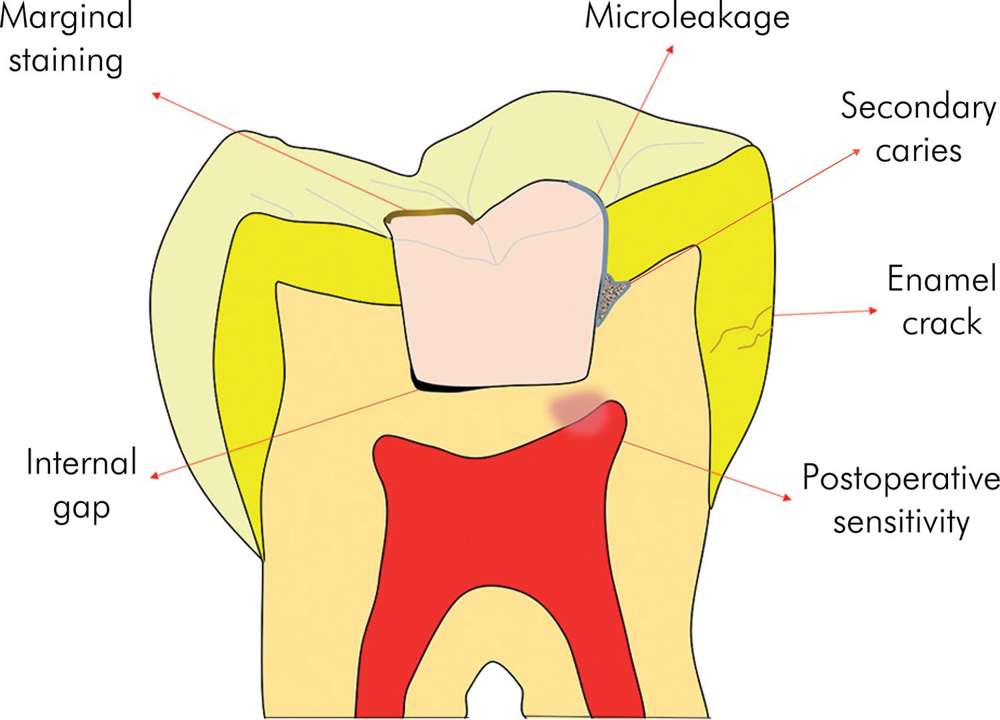 Marginal
staining
Microleakage
Secondary
caries
Enamel
crack
Internal
gap
Postoperative
sensitivity